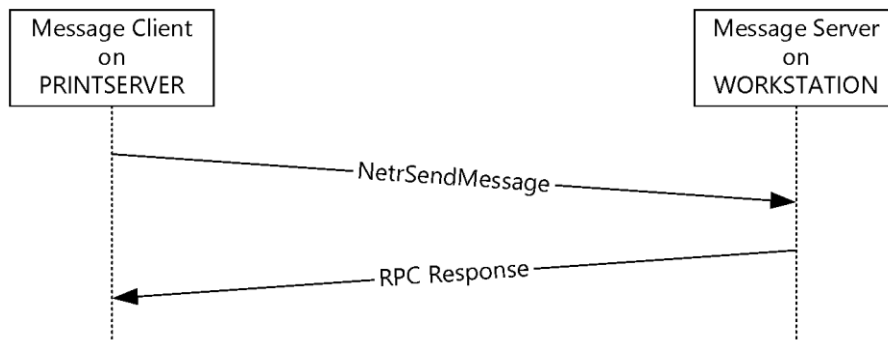 Message Client
on
PRINTSERVER
Message Server
on
WORKSTATION
NetrSendMessage
RPC Response